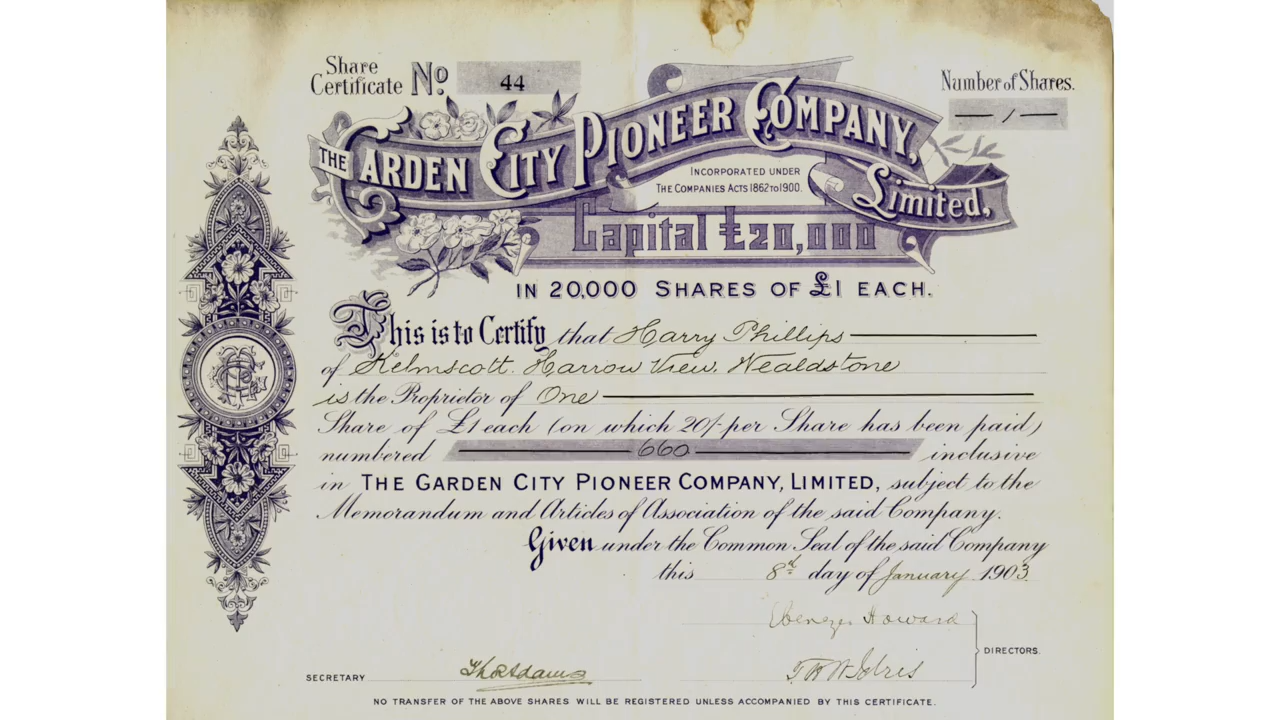 Share Certificate No. 44
Number of Shares.
1
THE GARDEN CITY PIONEER COMPANY, Limited,
INCORPORATED UNDER
THE COMPANIES ACTS 1862 TO 1900.
Capital £20,000
IN 20,000 SHARES OF £1 EACH.
This is to Certify that Harry Phillips
of Kelmscott. Harrow View. Wealdstone
is the Proprietor of One
Share of £1 each (on which 20/- per Share has been paid)
numbered 660 inclusive
in THE GARDEN CITY PIONEER COMPANY, LIMITED, subject to the
Memorandum and Articles of Association of the said Company.
Given under the Common Seal of the said Company
this 8th day of January 1903
Ebenezer Howard
DIRECTORS.
SECRETARY Thos Adams T H W Idris
NO TRANSFER OF THE ABOVE SHARES WILL BE REGISTERED UNLESS ACCOMPANIED BY THIS CERTIFICATE.